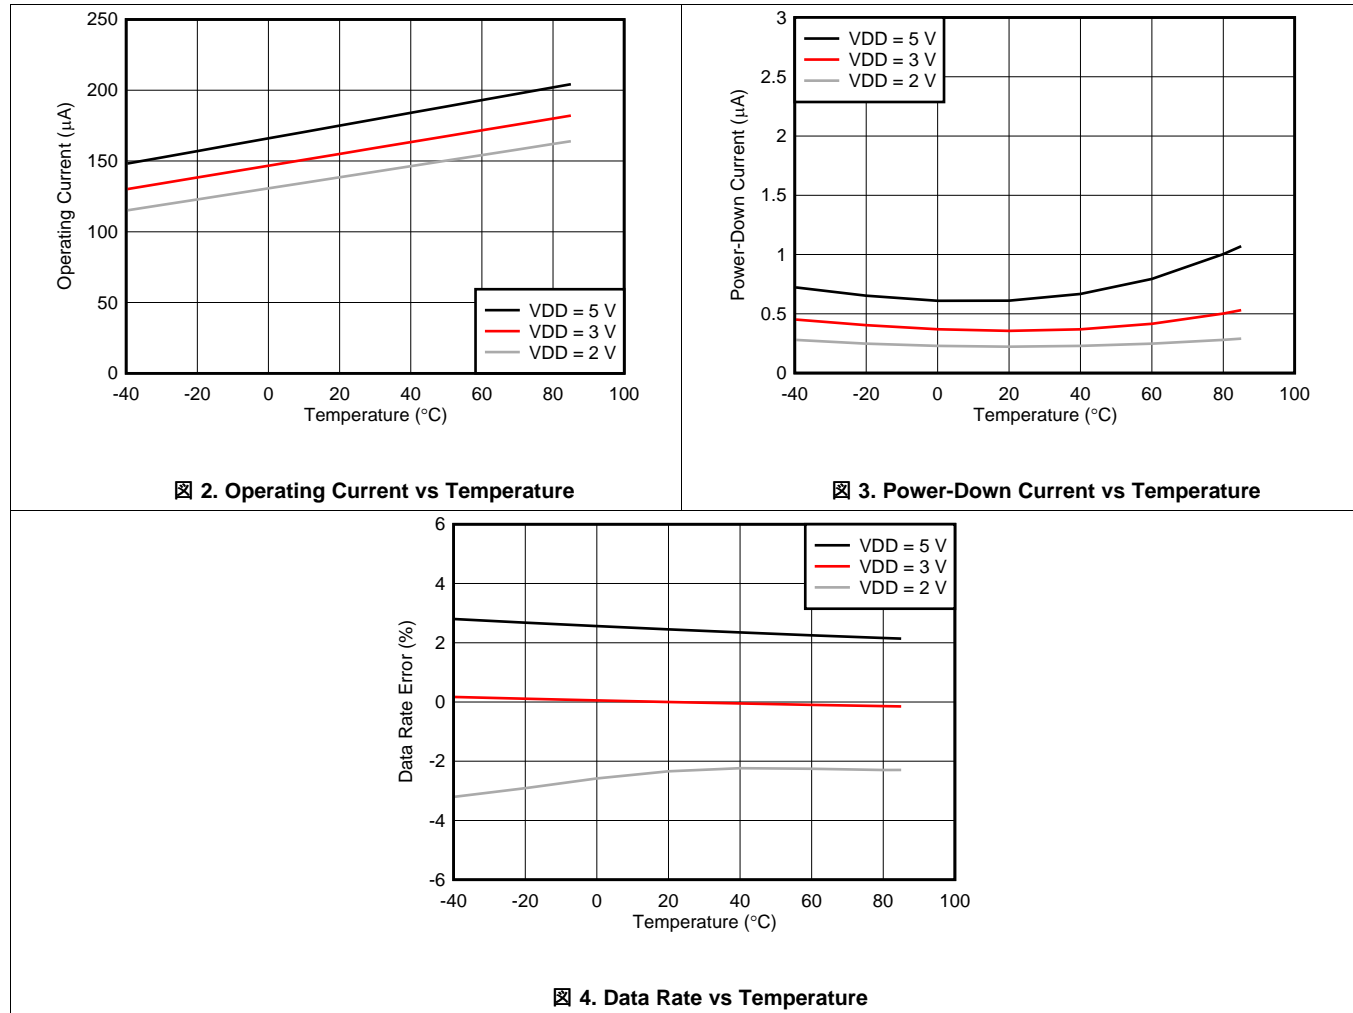 250
200
150
100
50
0
Operating Current (µA)
-40 -20 0 20 40 60 80 100
Temperature (°C)
VDD = 5 V
VDD = 3 V
VDD = 2 V
図 2. Operating Current vs Temperature
3
2.5
2
1.5
1
0.5
0
Power-Down Current (µA)
-40 -20 0 20 40 60 80 100
Temperature (°C)
VDD = 5 V
VDD = 3 V
VDD = 2 V
図 3. Power-Down Current vs Temperature
6
4
2
0
-2
-4
-6
Data Rate Error (%)
-40 -20 0 20 40 60 80 100
Temperature (°C)
VDD = 5 V
VDD = 3 V
VDD = 2 V
図 4. Data Rate vs Temperature